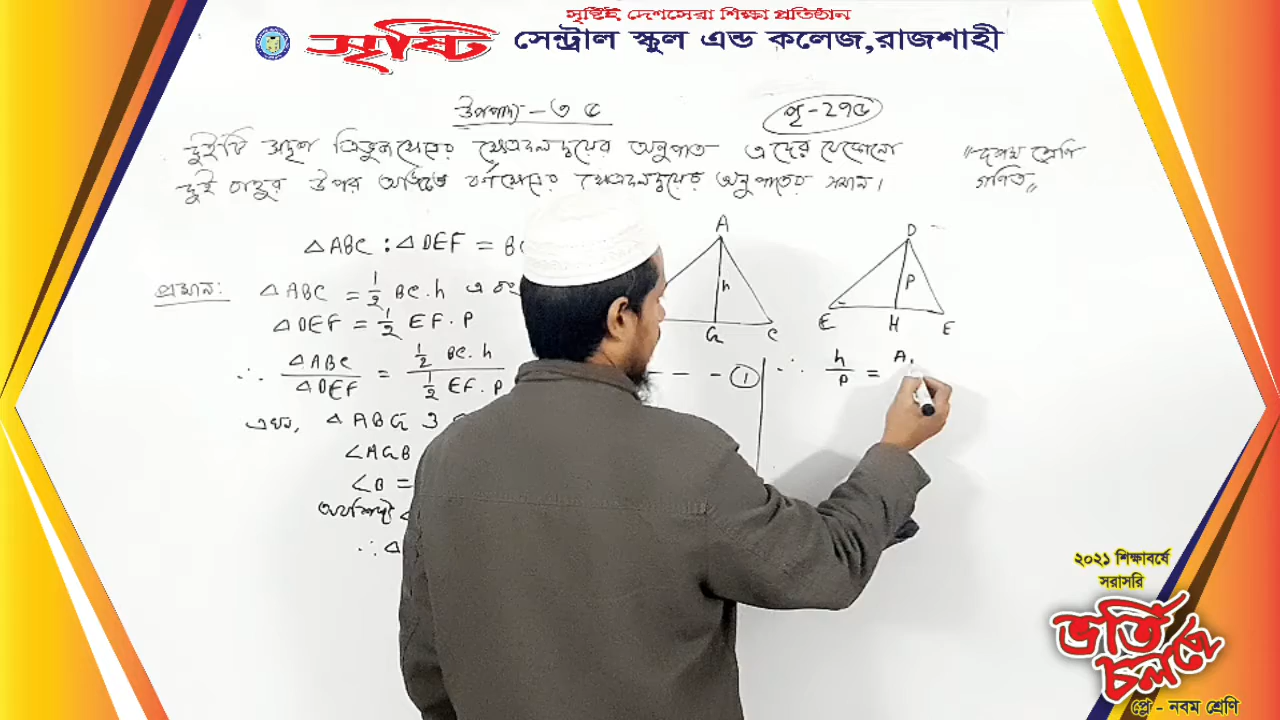 সৃষ্টিই দেশসেরা শিক্ষা প্রতিষ্ঠান
সৃষ্টি সেন্ট্রাল স্কুল এন্ড কলেজ,রাজশাহী
উপপাদ্য - ৩৫
পৃ - ২৭৫
দুইটি সদৃশ ত্রিভুজক্ষেত্রের ক্ষেত্রফলদ্বয়ের অনুপাত এদের যেকোনো
দুই বাহুর উপর অঙ্কিত বর্গক্ষেত্রের ক্ষেত্রফলদ্বয়ের অনুপাতের সমান।
"দশম শ্রেণি
গণিত"
△ABC : △DEF = BC
প্রমাণ: △ABC = 1/2 BC.h এবং
△DEF = 1/2 EF.P
∴ △ABC/△DEF = 1/2 BC.h / 1/2 EF.P
- - - ①
এখন, △ABG ও
∠AGB
∠B =
অবশিষ্ট
∴ △
A
h
G
C
D
P
E
H
E
∴ h/P = A
২০২১ শিক্ষাবর্ষে
সরাসরি
ভর্তি
চলছে
প্লে - নবম শ্রেণি